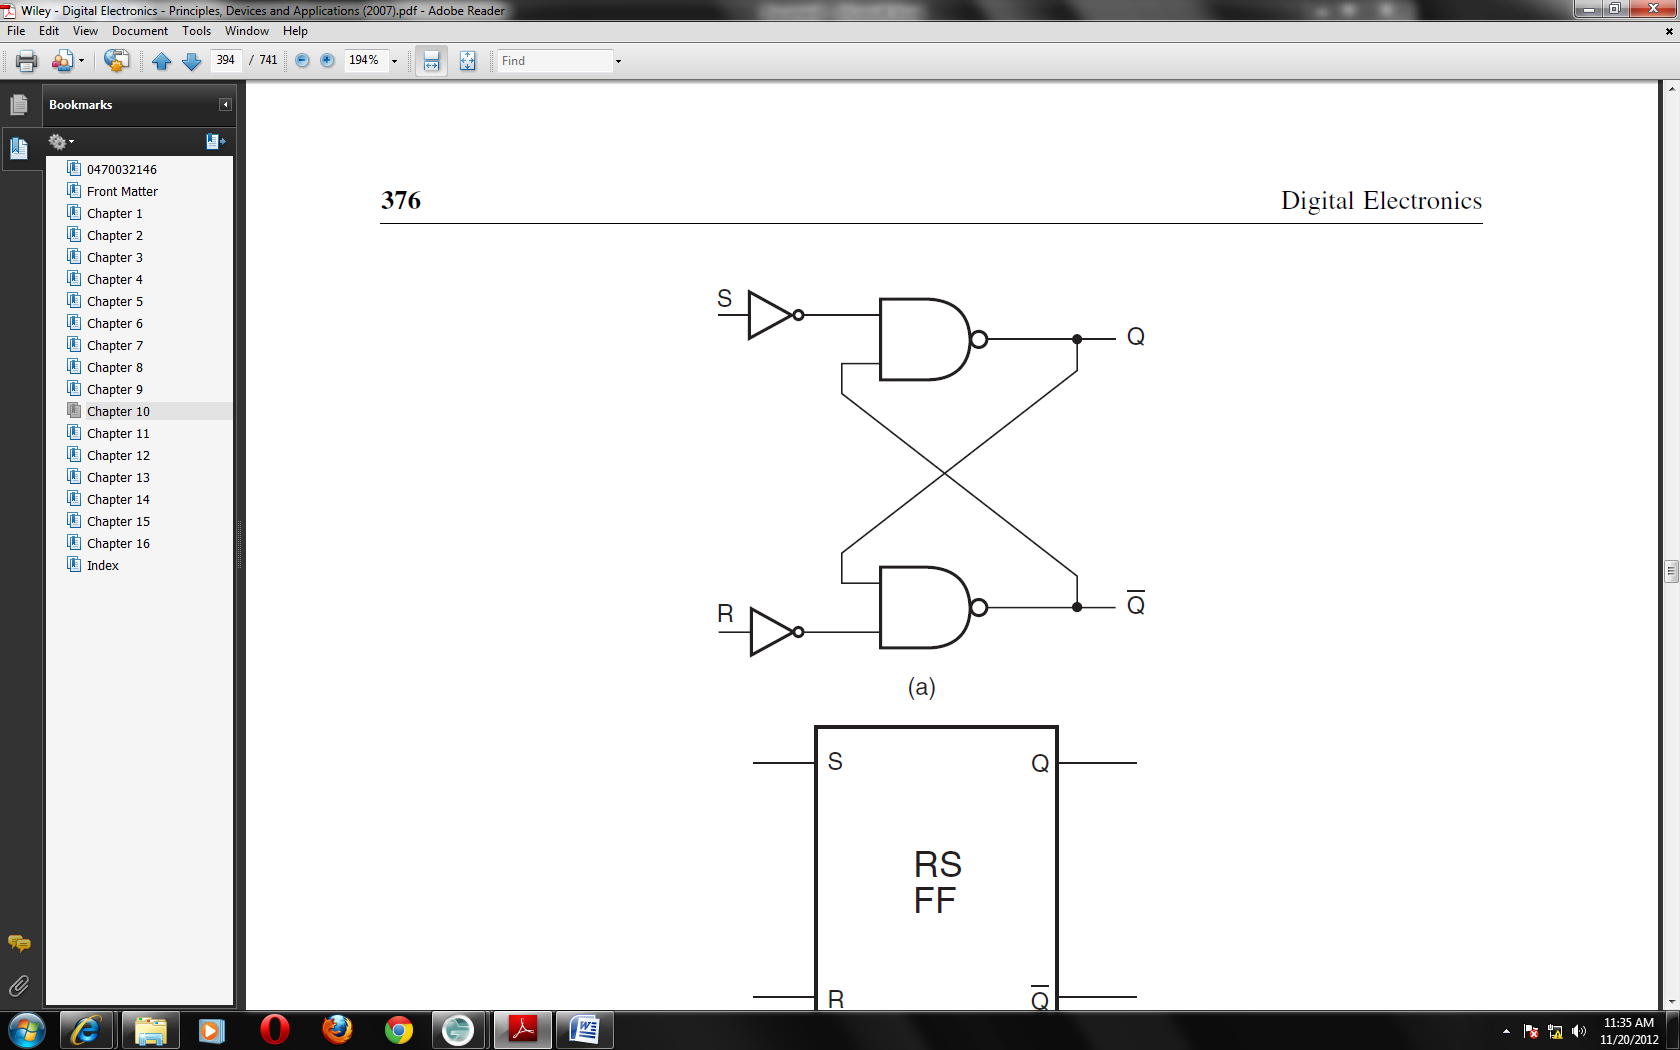 Wiley - Digital Electronics - Principles, Devices and Applications (2007).pdf - Adobe Reader
File Edit View Document Tools Window Help
394 / 741 194% Find
Bookmarks
0470032146
Front Matter
Chapter 1
Chapter 2
Chapter 3
Chapter 4
Chapter 5
Chapter 6
Chapter 7
Chapter 8
Chapter 9
Chapter 10
Chapter 11
Chapter 12
Chapter 13
Chapter 14
Chapter 15
Chapter 16
Index
376 Digital Electronics
S Q
R Q̅
(a)
S Q
RS
FF
R Q̅
11:35 AM
11/20/2012